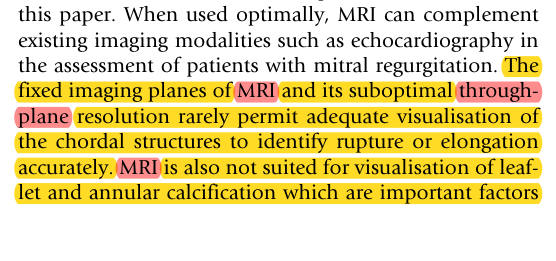 this paper. When used optimally, MRI can complement
existing imaging modalities such as echocardiography in
the assessment of patients with mitral regurgitation. The
fixed imaging planes of MRI and its suboptimal through-
plane resolution rarely permit adequate visualisation of
the chordal structures to identify rupture or elongation
accurately. MRI is also not suited for visualisation of leaf-
let and annular calcification which are important factors